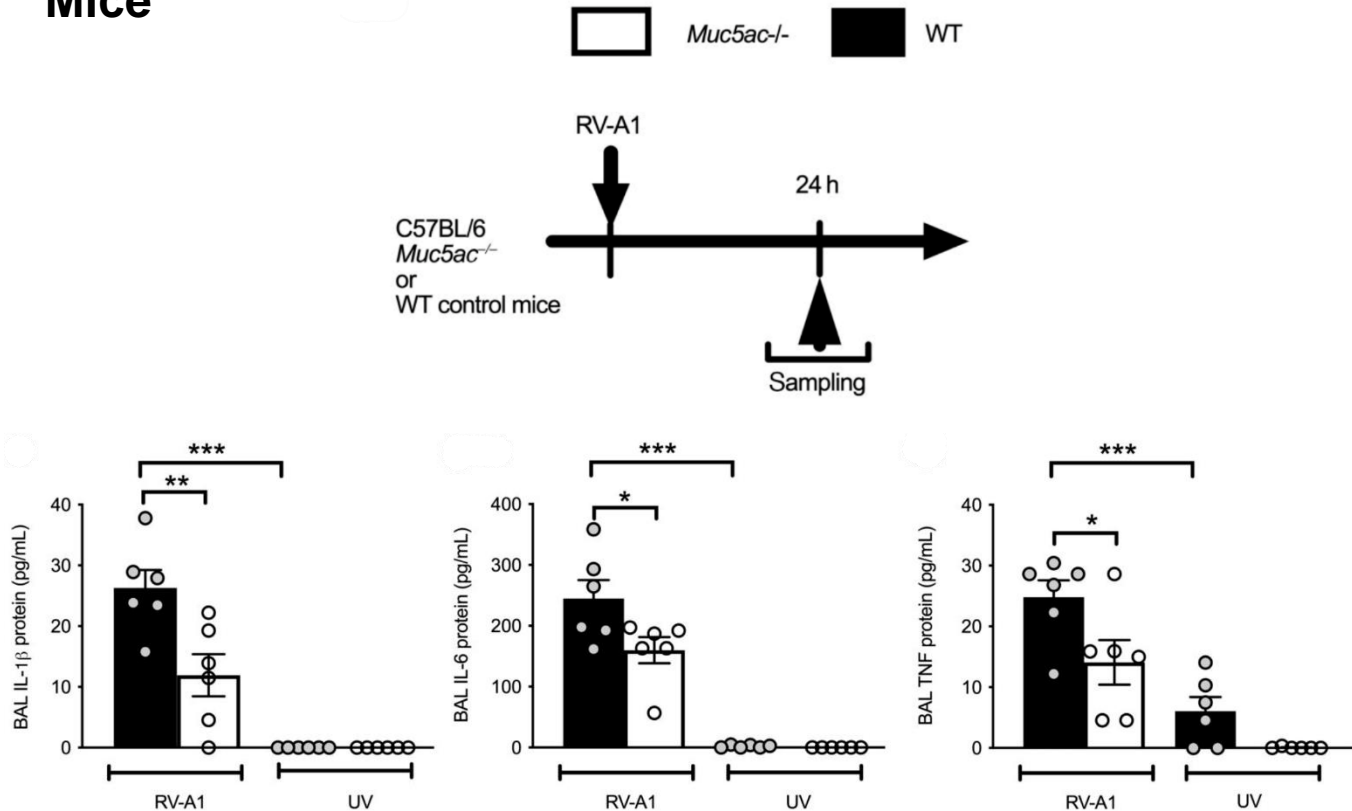 Mice
Muc5ac-/-
WT
RV-A1
24 h
C57BL/6
Muc5ac–/–
or
WT control mice
Sampling
***
**
40
30
20
10
0
BAL IL-1β protein (pg/mL)
RV-A1
UV
***
*
400
300
200
100
0
BAL IL-6 protein (pg/mL)
RV-A1
UV
***
*
40
30
20
10
0
BAL TNF protein (pg/mL)
RV-A1
UV